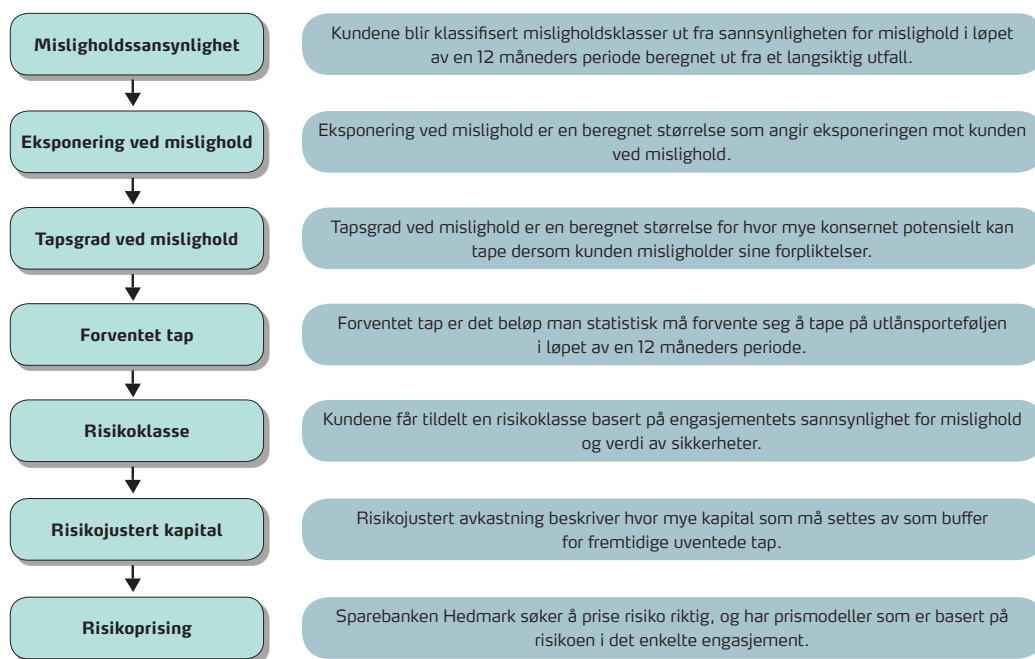 Misligholdssansynlighet
Kundene blir klassifisert misligholdsklasser ut fra sannsynligheten for mislighold i løpet
av en 12 måneders periode beregnet ut fra et langsiktig utfall.
Eksponering ved mislighold
Eksponering ved mislighold er en beregnet størrelse som angir eksponeringen mot kunden
ved mislighold.
Tapsgrad ved mislighold
Tapsgrad ved mislighold er en beregnet størrelse for hvor mye konsernet potensielt kan
tape dersom kunden misligholder sine forpliktelser.
Forventet tap
Forventet tap er det beløp man statistisk må forvente seg å tape på utlånsporteføljen
i løpet av en 12 måneders periode.
Risikoklasse
Kundene får tildelt en risikoklasse basert på engasjementets sannsynlighet for mislighold
og verdi av sikkerheter.
Risikojustert kapital
Risikojustert avkastning beskriver hvor mye kapital som må settes av som buffer
for fremtidige uventede tap.
Risikoprising
Sparebanken Hedmark søker å prise risiko riktig, og har prismodeller som er basert på
risikoen i det enkelte engasjement.